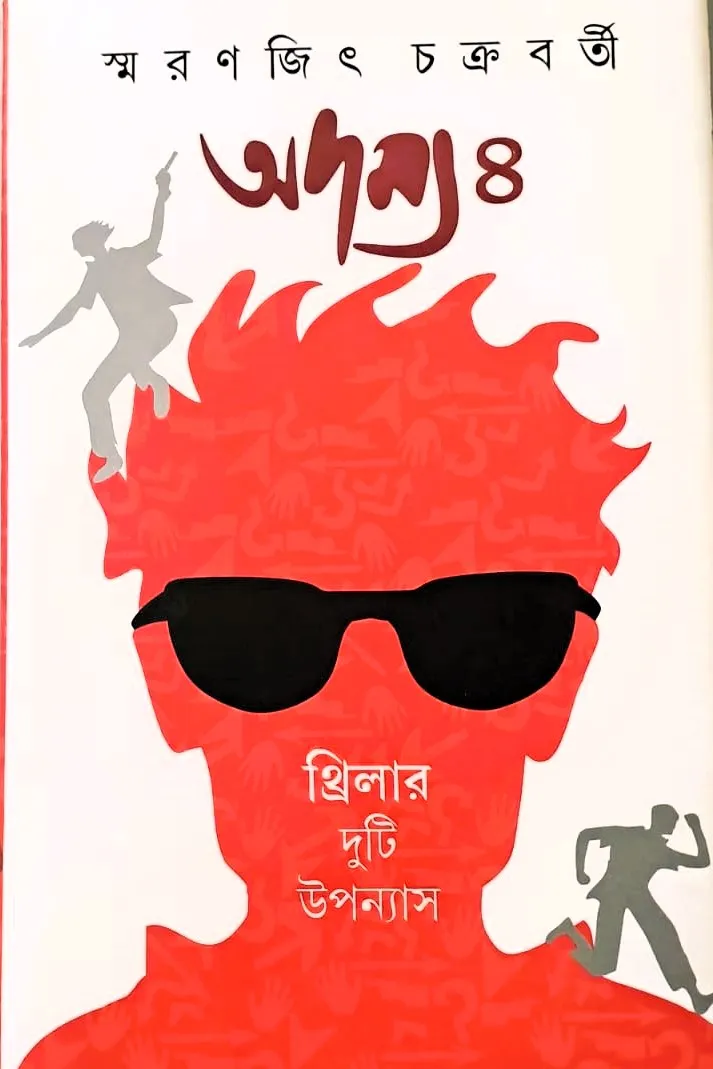 স্মরণজিৎ চক্রবর্তী
অদম্য ৪
থ্রিলার
দুটি
উপন্যাস